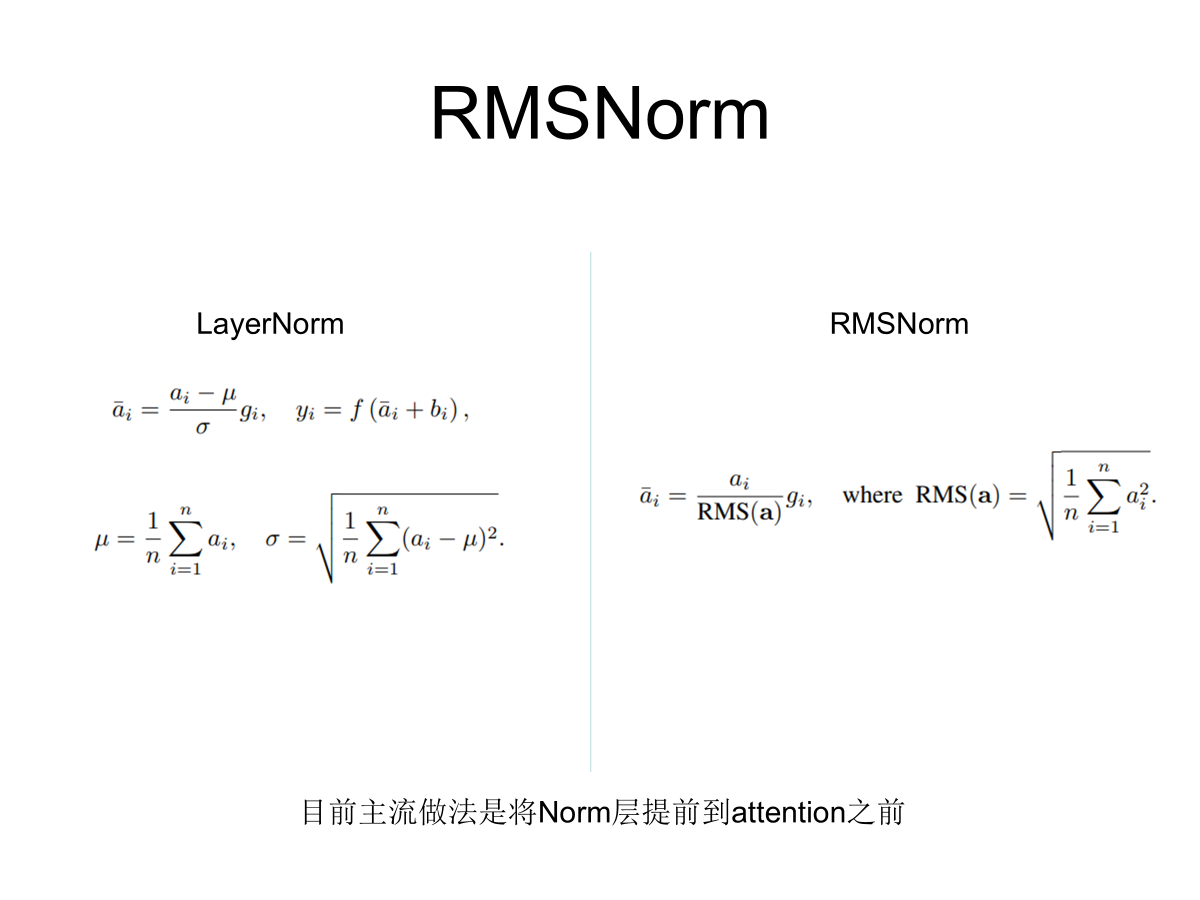 RMSNorm
LayerNorm
$\bar{a}_i = \frac{a_i - \mu}{\sigma} g_i, \quad y_i = f\left(\bar{a}_i + b_i\right),$
$\mu = \frac{1}{n} \sum_{i=1}^{n} a_i, \quad \sigma = \sqrt{\frac{1}{n} \sum_{i=1}^{n} (a_i - \mu)^2}.$
RMSNorm
$\bar{a}_i = \frac{a_i}{\text{RMS}(\mathbf{a})} g_i, \quad \text{where } \text{RMS}(\mathbf{a}) = \sqrt{\frac{1}{n} \sum_{i=1}^{n} a_i^2}.$
目前主流做法是将Norm层提前到attention之前